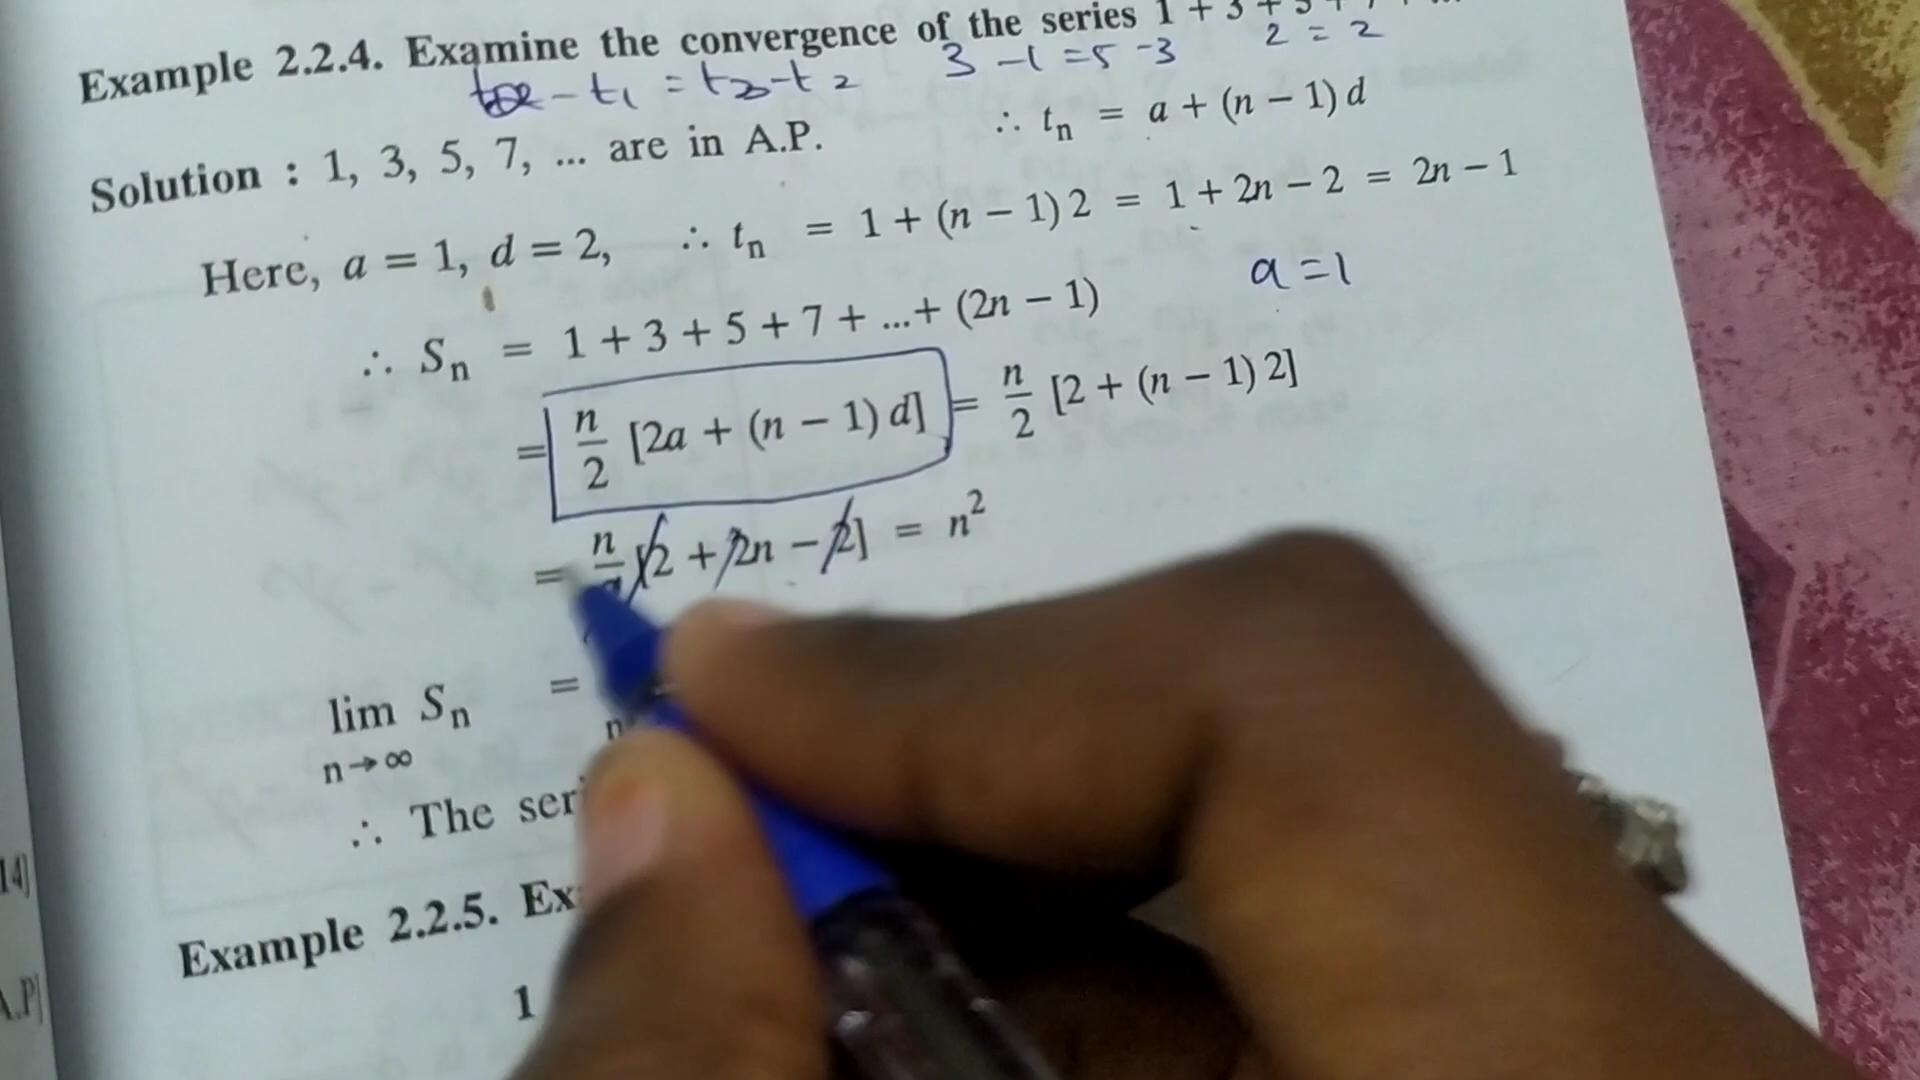 Example 2.2.4. Examine the convergence of the series 1 + 3 + 5 + 7 + ...
t2 - t1 = t3 - t2 3 - 1 = 5 - 3 2 = 2
Solution : 1, 3, 5, 7, ... are in A.P. ∴ tn = a + (n − 1) d
Here, a = 1, d = 2, ∴ tn = 1 + (n − 1) 2 = 1 + 2n − 2 = 2n − 1
a = 1
∴ Sn = 1 + 3 + 5 + 7 + ...+ (2n − 1)
= n/2 [2a + (n − 1) d] = n/2 [2 + (n − 1) 2]
= n [2 + 2n − 2] = n²
lim Sn =
n→∞ n
∴ The seri
14]
Example 2.2.5. Ex
A.P]
1